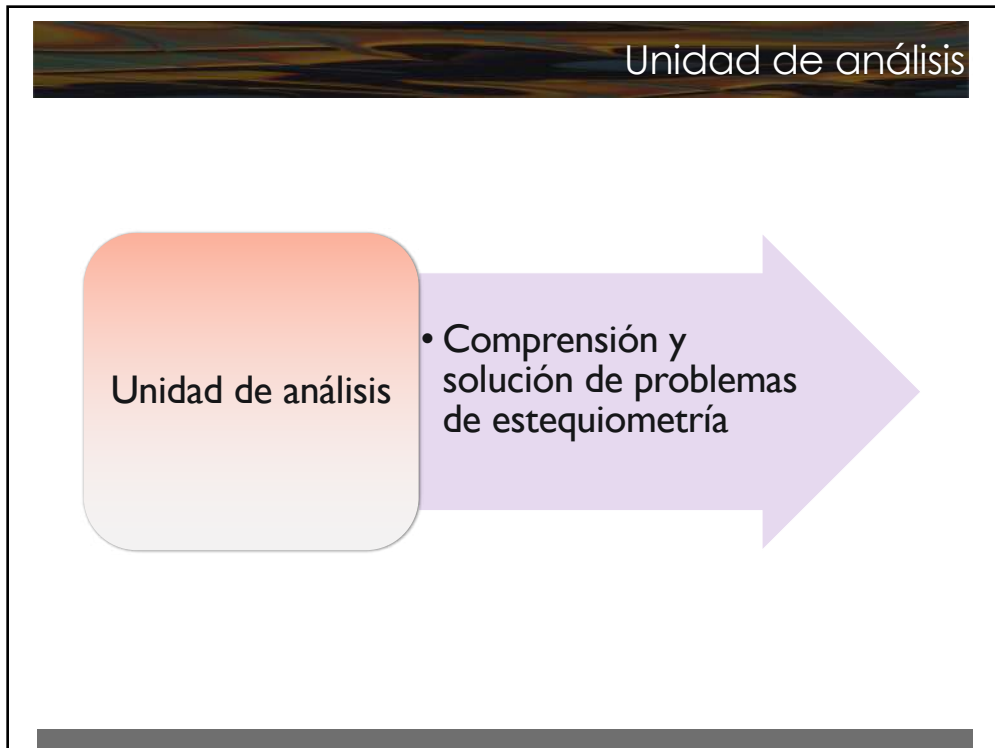 Unidad de análisis
Unidad de análisis
• Comprensión y
solución de problemas
de estequiometría